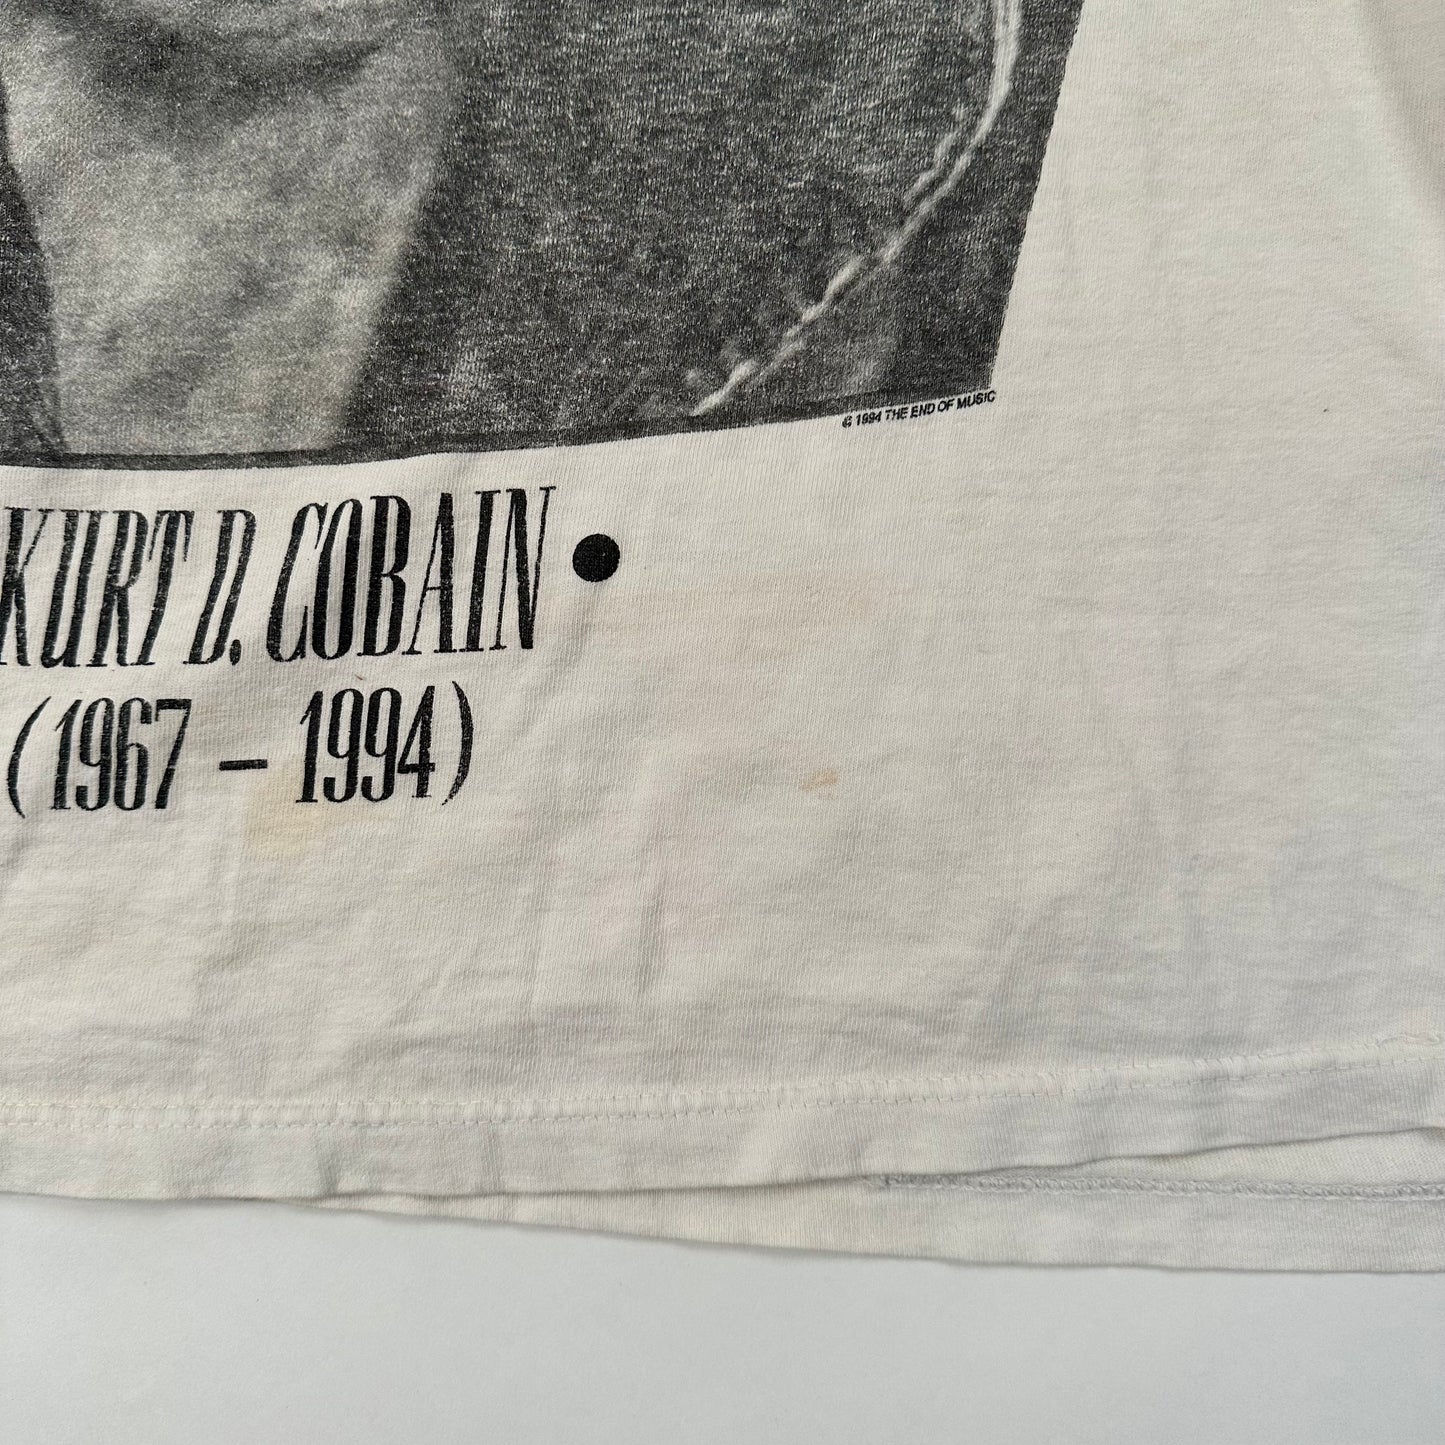 © 1994 THE END OF MUSIC
KURT D. COBAIN •
(1967 – 1994)